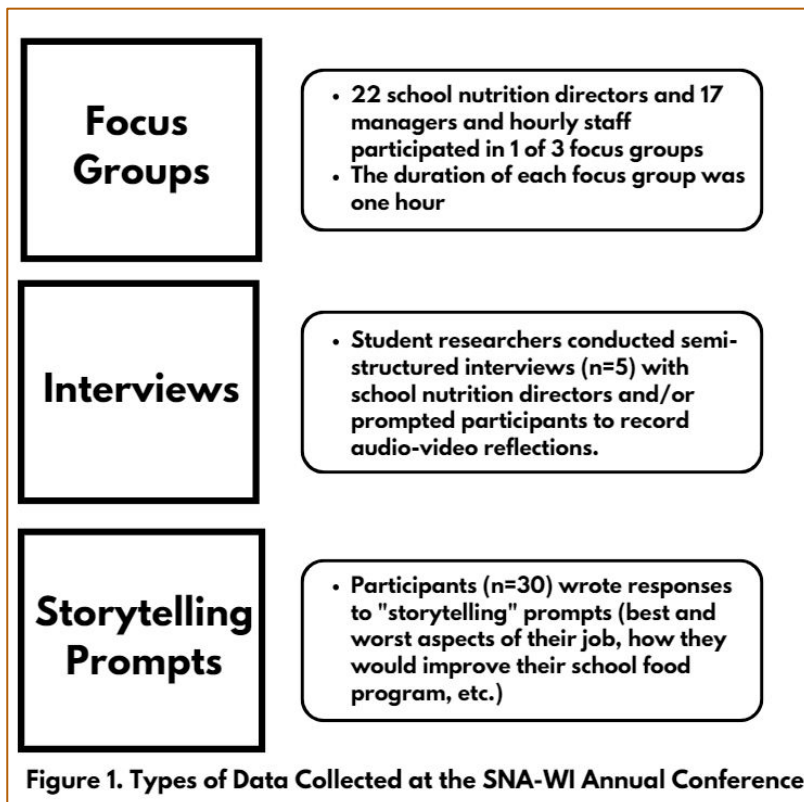 Focus
Groups
• 22 school nutrition directors and 17
managers and hourly staff
participated in 1 of 3 focus groups
• The duration of each focus group was
one hour
Interviews
• Student researchers conducted semi-
structured interviews (n=5) with
school nutrition directors and/or
prompted participants to record
audio-video reflections.
Storytelling
Prompts
• Participants (n=30) wrote responses
to "storytelling" prompts (best and
worst aspects of their job, how they
would improve their school food
program, etc.)
Figure 1. Types of Data Collected at the SNA-WI Annual Conference